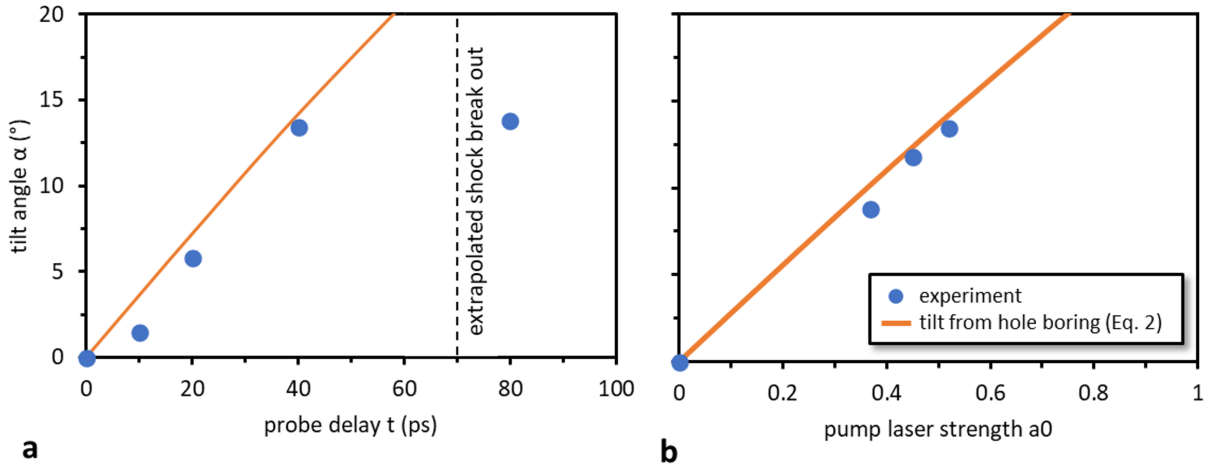 20
15
10
5
0
tilt angle α (°)
extrapolated shock break out
0
20
40
60
80
100
probe delay t (ps)
a
experiment
tilt from hole boring (Eq. 2)
0
0.2
0.4
0.6
0.8
1
pump laser strength a0
b